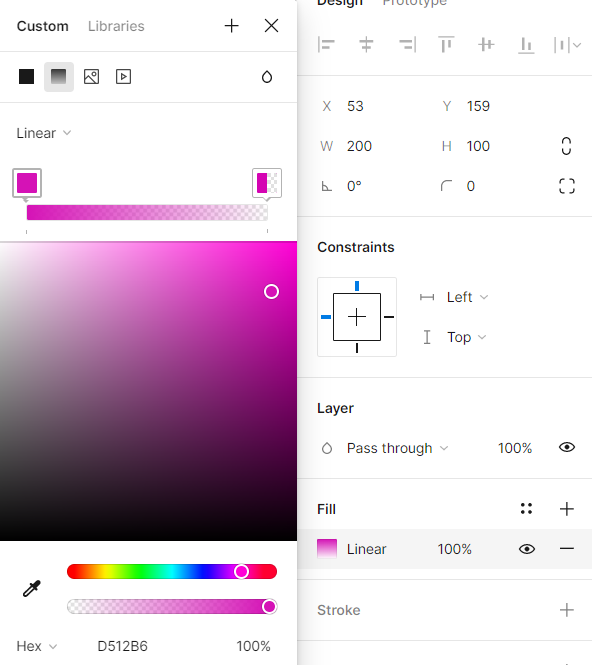 Custom Libraries
Linear
Hex D512B6 100%
Design Prototype
X 53 Y 159
W 200 H 100
0° 0
Constraints
Left
Top
Layer
Pass through 100%
Fill
Linear 100%
Stroke